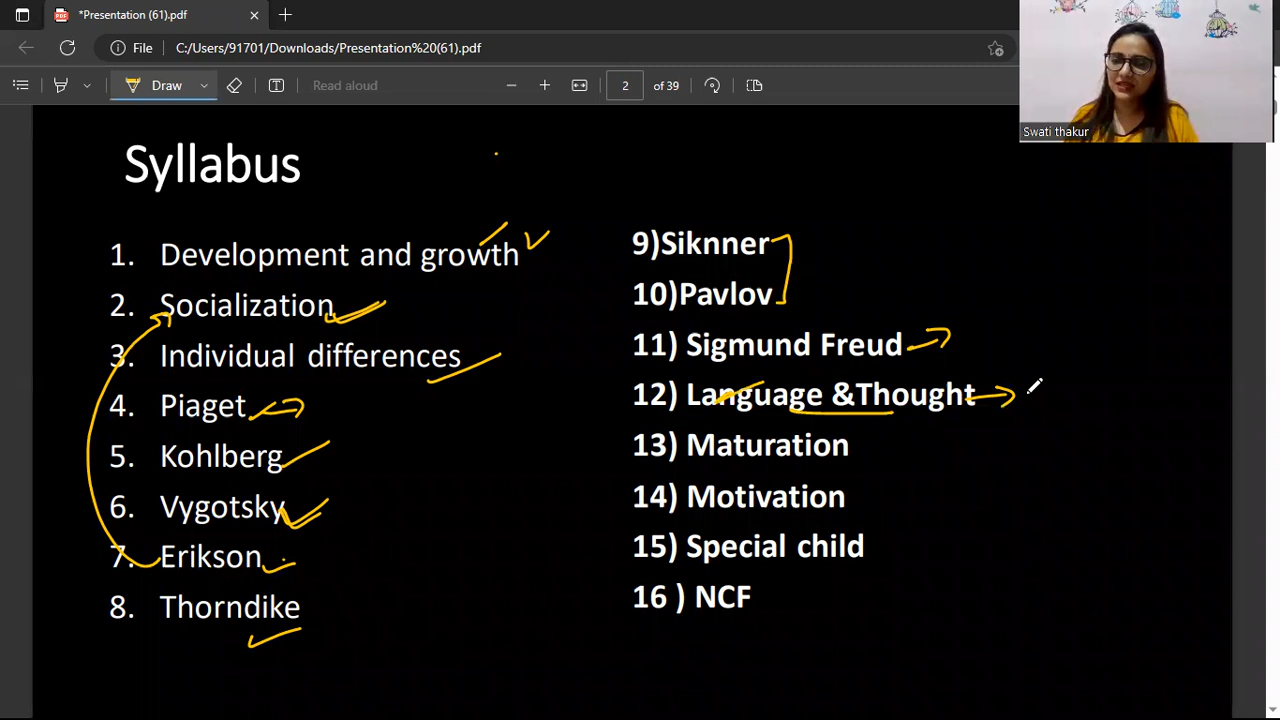 *Presentation (61).pdf
File C:/Users/91701/Downloads/Presentation%20(61).pdf
Draw Read aloud 2 of 39
Swati thakur
Syllabus
1. Development and growth
2. Socialization
3. Individual differences
4. Piaget
5. Kohlberg
6. Vygotsky
7. Erikson
8. Thorndike
9)Siknner
10)Pavlov
11) Sigmund Freud
12) Language &Thought
13) Maturation
14) Motivation
15) Special child
16 ) NCF